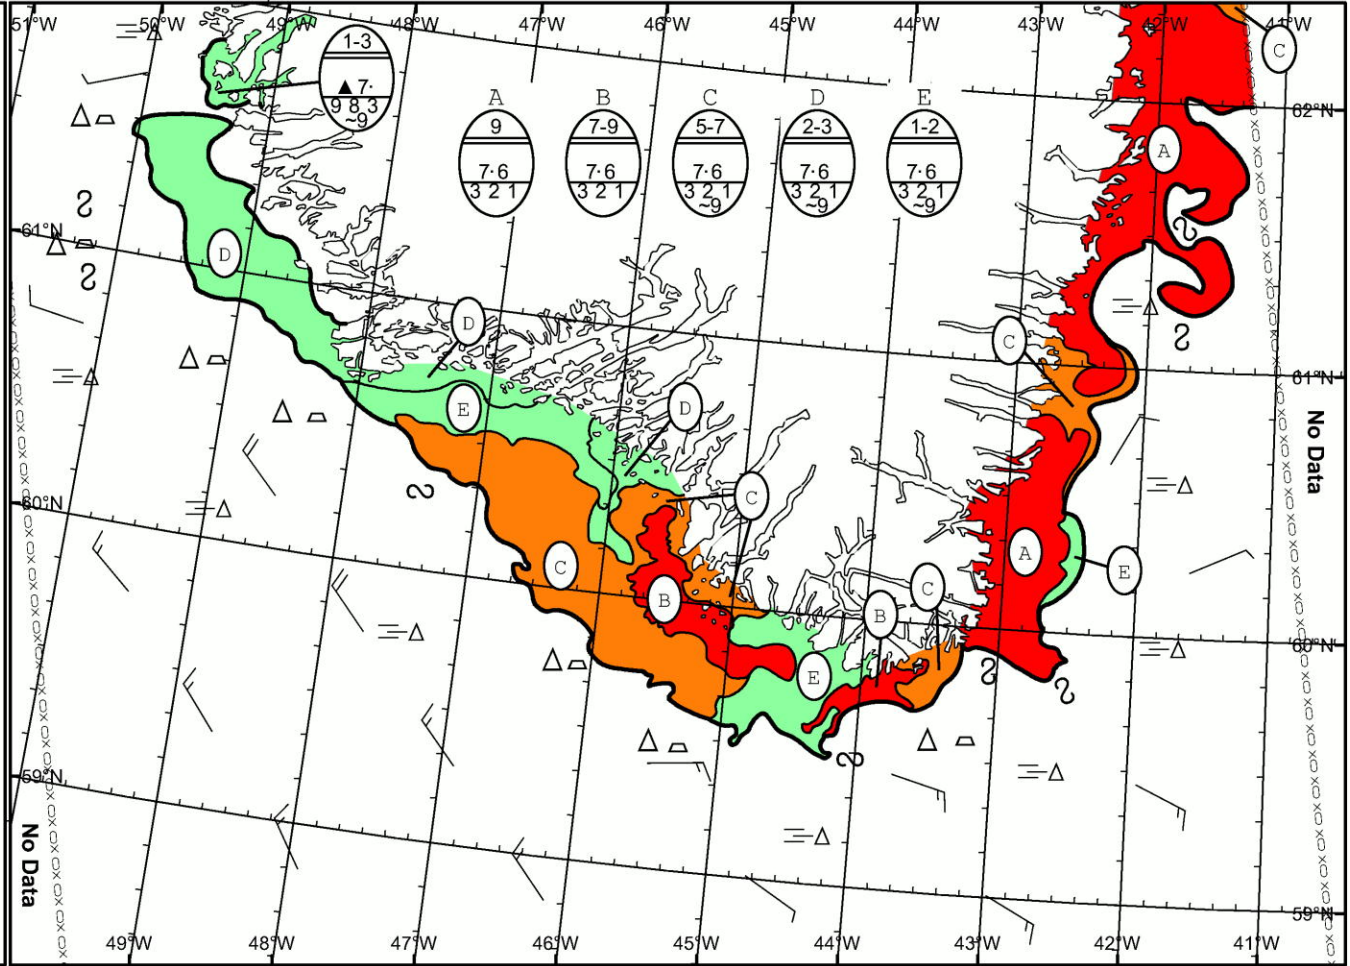 51°W 50°W 49°W 48°W 47°W 46°W 45°W 44°W 43°W 42°W 41°W
1-3
▲ 7·
9 8 3
~9
A B C D E
9 7-9 5-7 2-3 1-2
7·6 7·6 7·6 7·6 7·6
3 2 1 3 2 1 3 2 1 3 2 1 3 2 1
~9 ~9 ~9
C
62°N
A
61°N
D
D
C
61°N
E
D
No Data
C
60°N
A
E
C
C
B
B
60°N
E
59°N
No Data
59°N
49°W 48°W 47°W 46°W 45°W 44°W 43°W 42°W 41°W